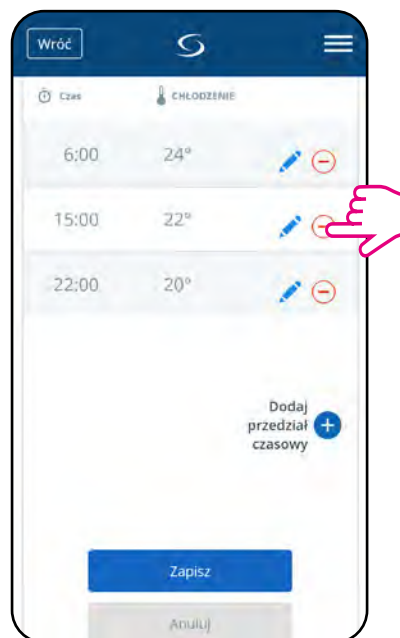 Wróć
Czas CHŁODZENIE
6:00 24°
15:00 22°
22:00 20°
Dodaj
przedział
czasowy
Zapisz
Anuluj